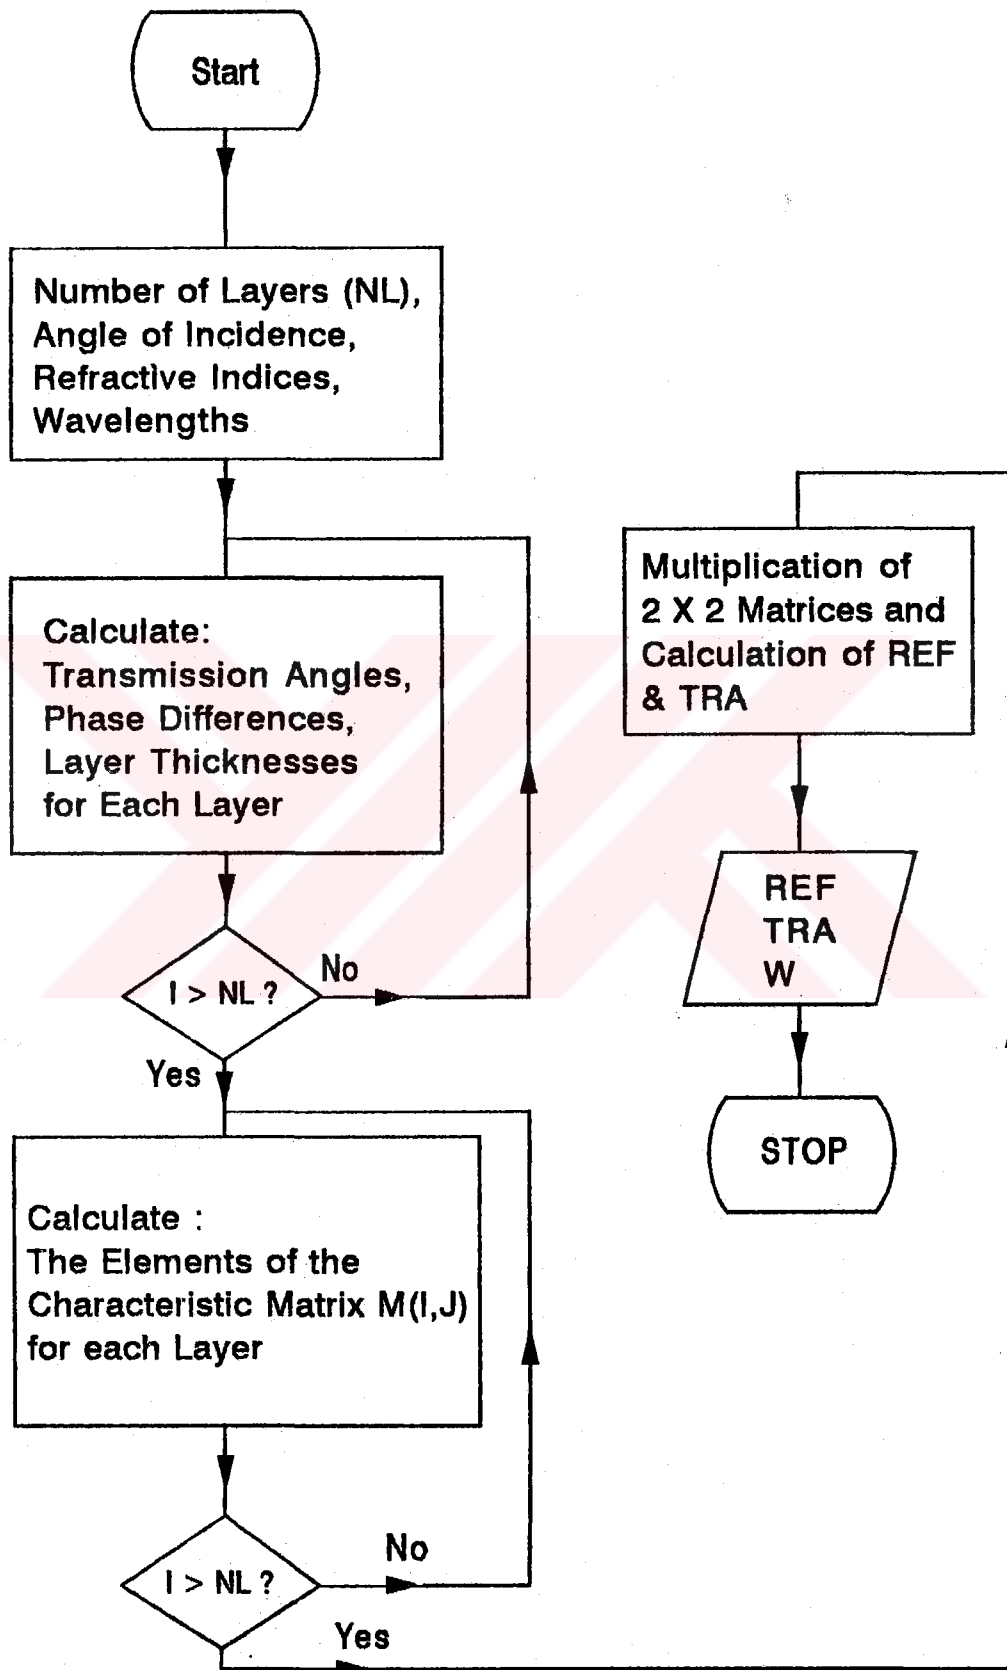 Start
Number of Layers (NL),
Angle of Incidence,
Refractive Indices,
Wavelengths
Calculate:
Transmission Angles,
Phase Differences,
Layer Thicknesses
for Each Layer
I > NL ?
No
Yes
Calculate :
The Elements of the
Characteristic Matrix M(I,J)
for each Layer
I > NL ?
No
Yes
Multiplication of
2 X 2 Matrices and
Calculation of REF
& TRA
REF
TRA
W
STOP